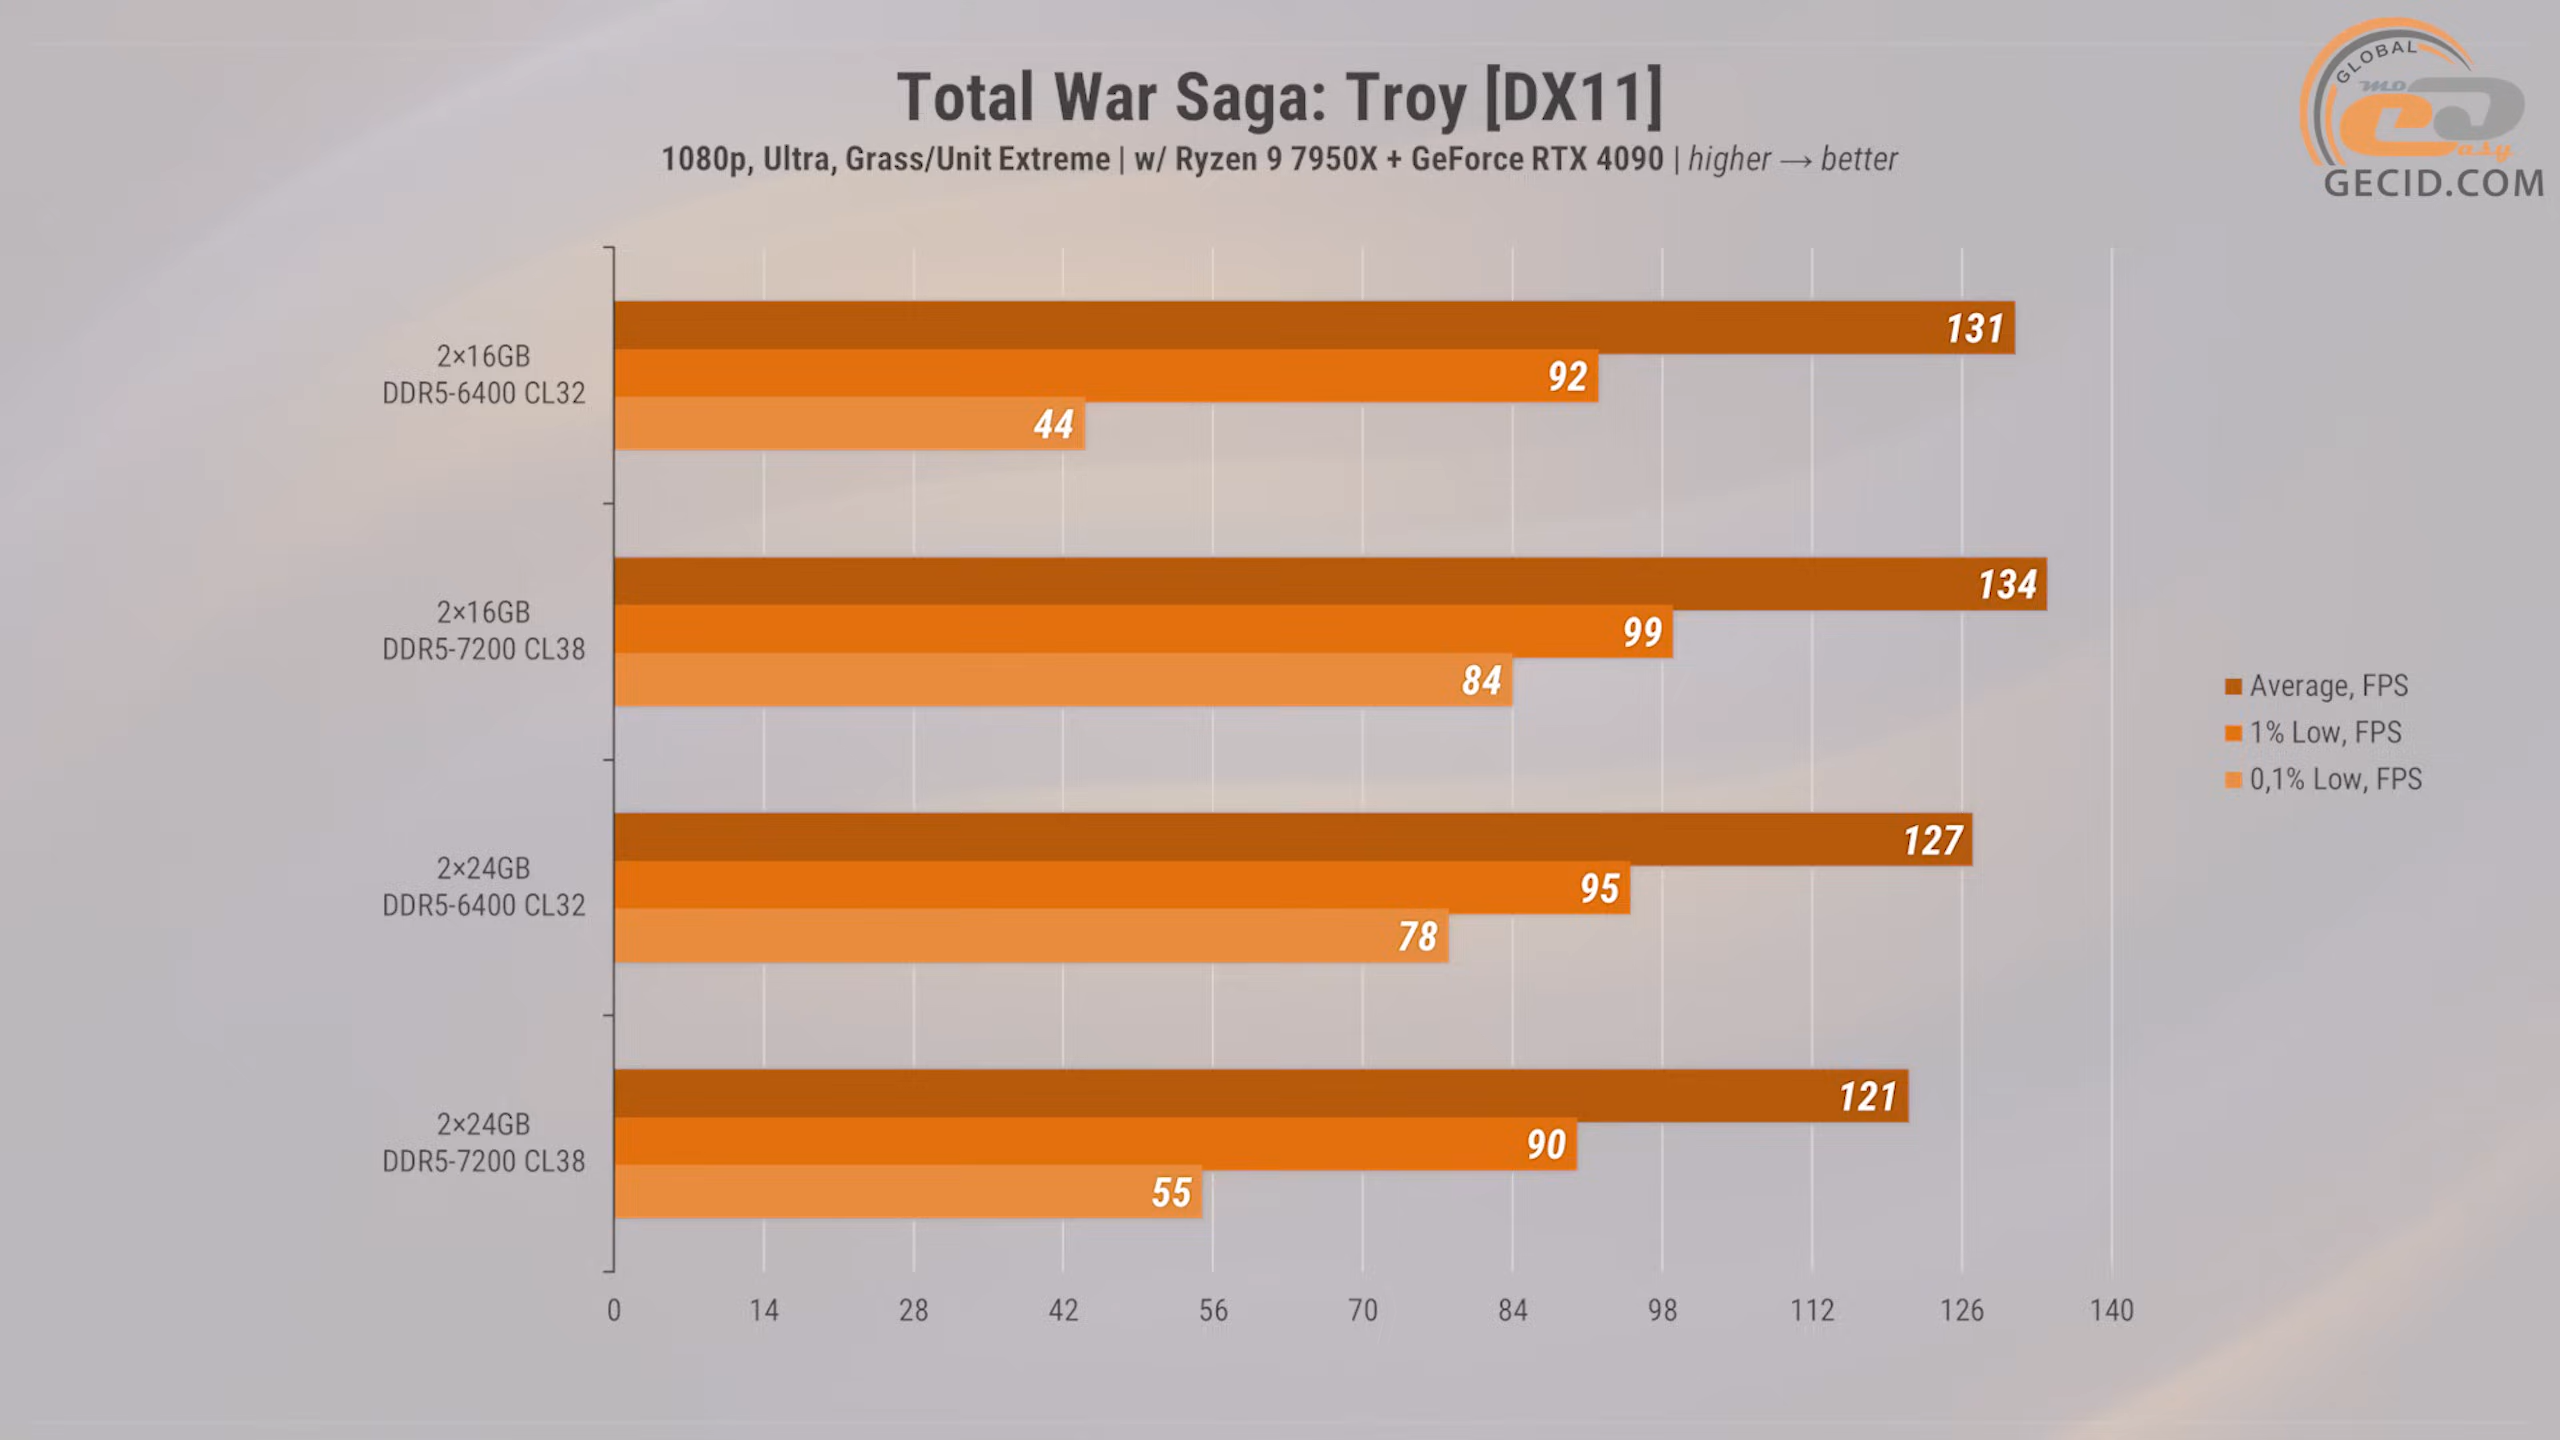 GLOBAL
GECID.COM
Total War Saga: Troy [DX11]
1080p, Ultra, Grass/Unit Extreme | w/ Ryzen 9 7950X + GeForce RTX 4090 | higher → better
2×16GB
DDR5-6400 CL32
131
92
44
2×16GB
DDR5-7200 CL38
134
99
84
2×24GB
DDR5-6400 CL32
127
95
78
2×24GB
DDR5-7200 CL38
121
90
55
Average, FPS
1% Low, FPS
0,1% Low, FPS
0 14 28 42 56 70 84 98 112 126 140